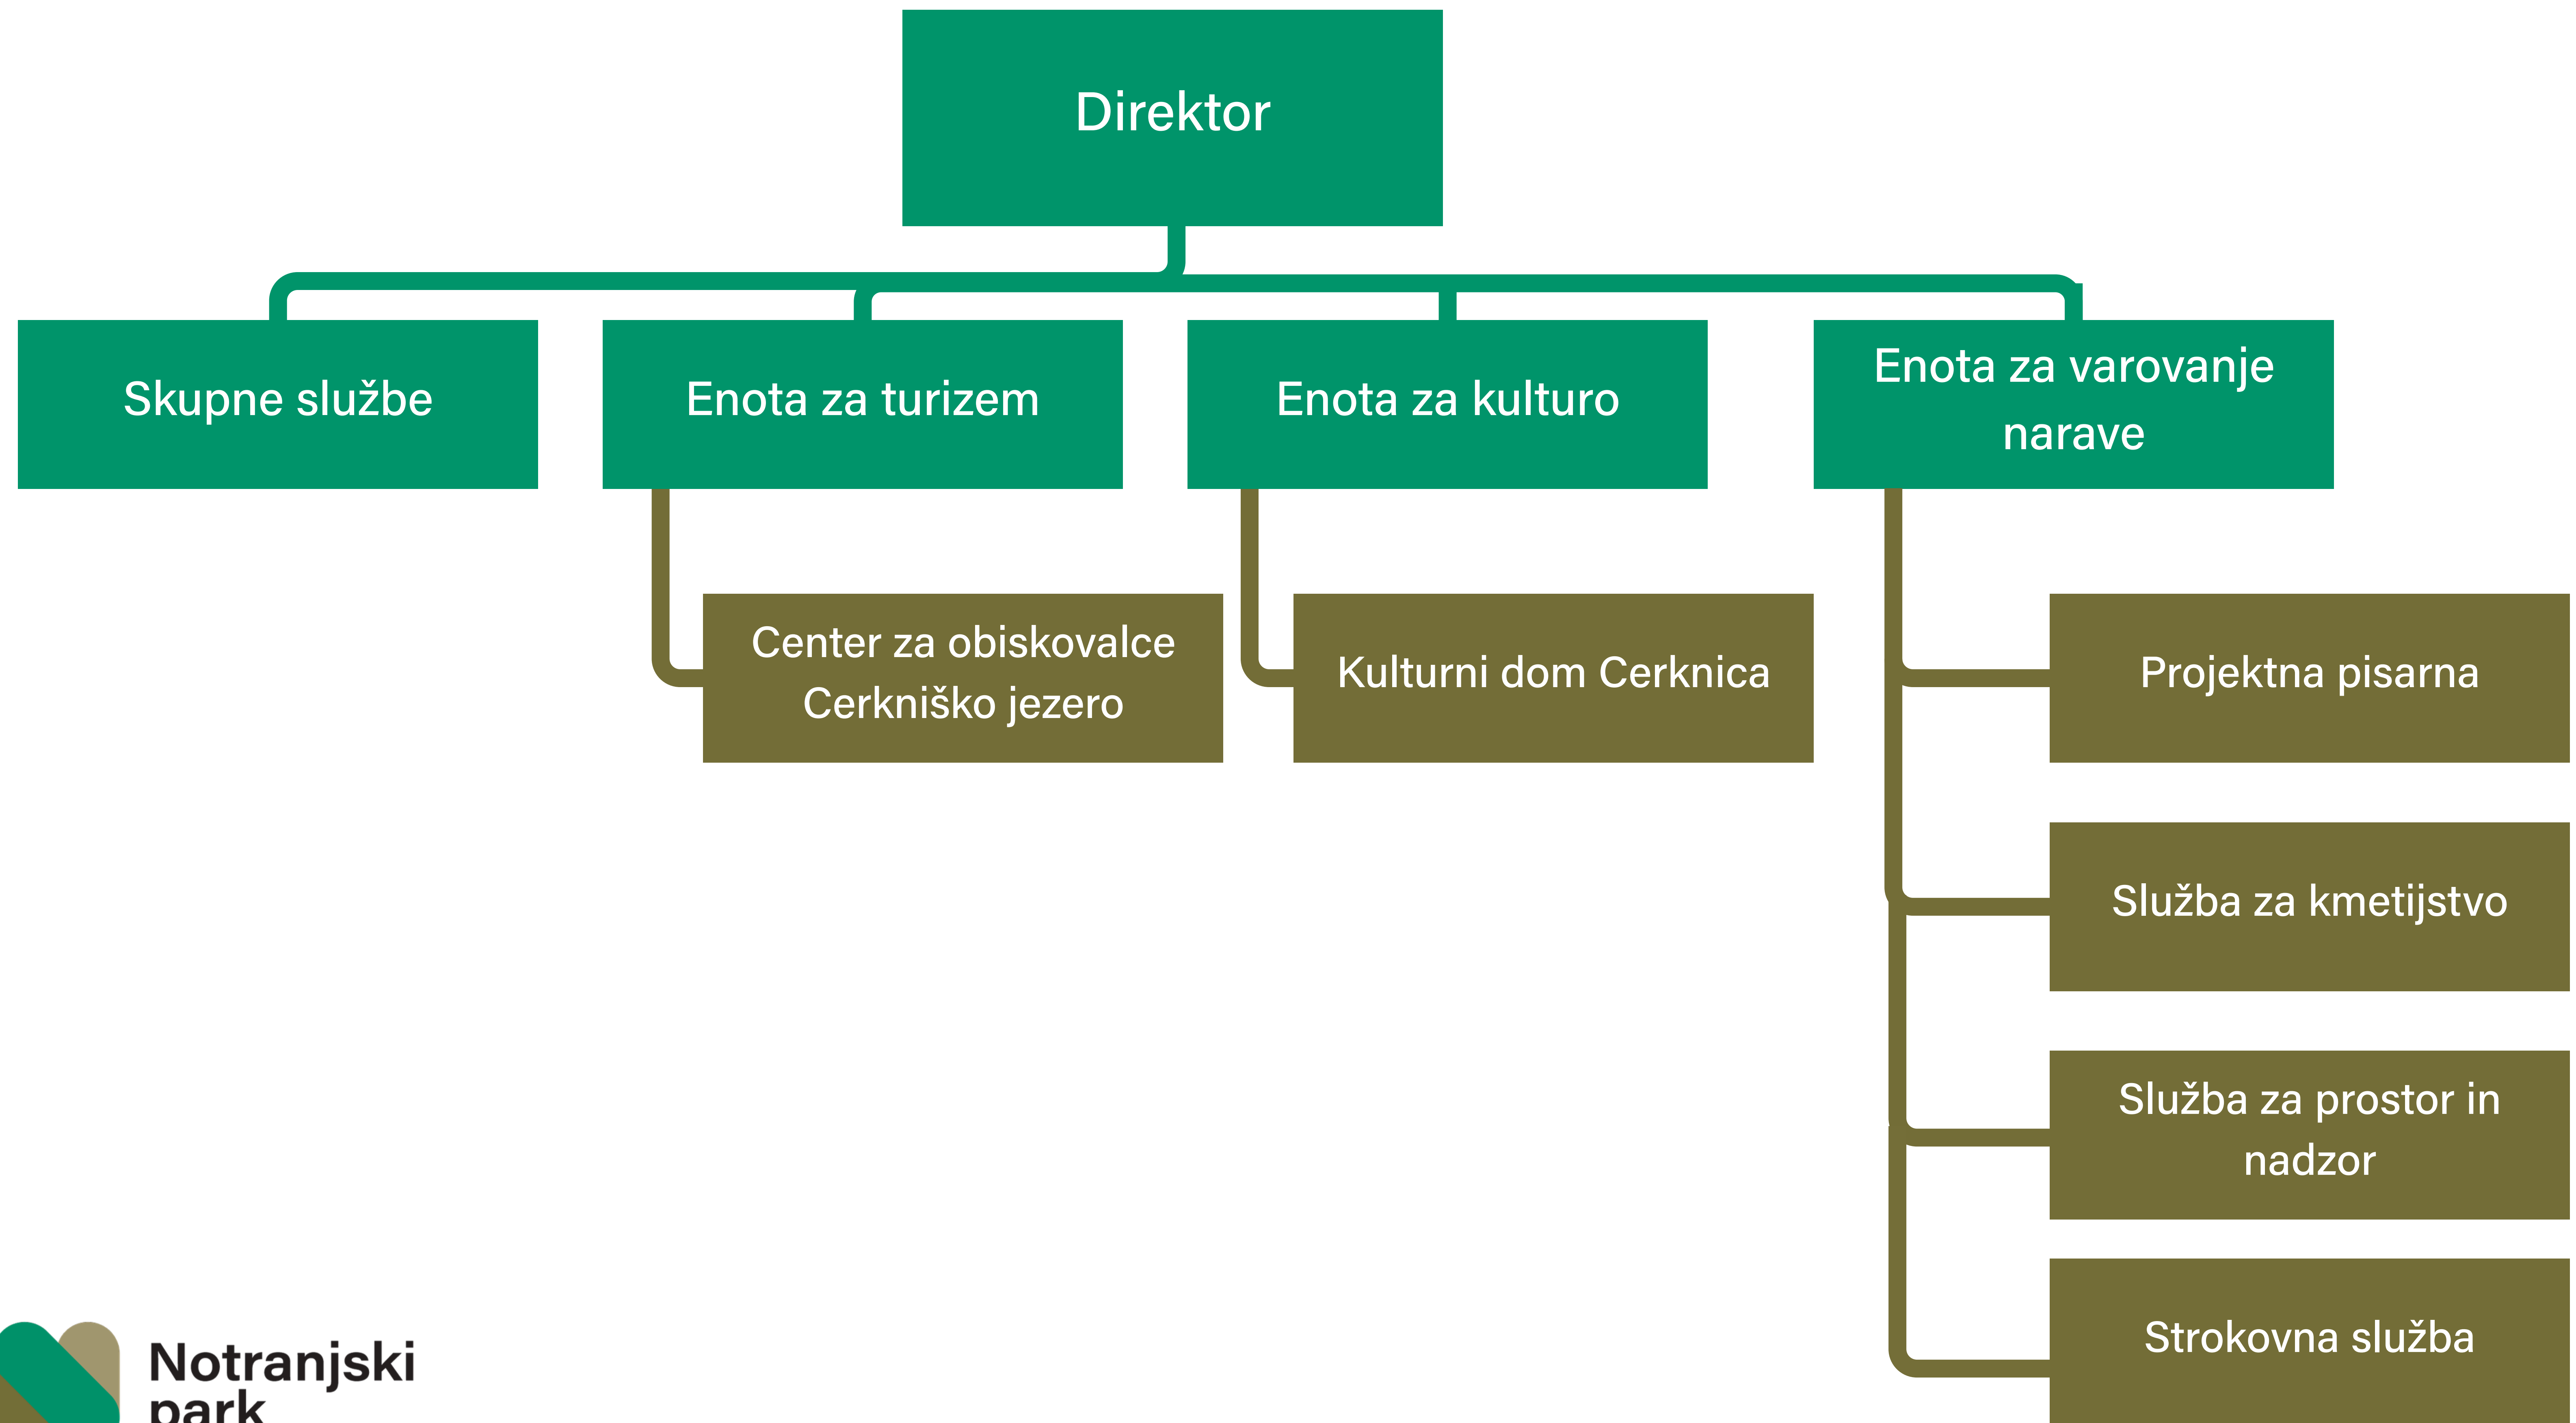 Direktor
Skupne službe
Enota za turizem
Enota za kulturo
Enota za varovanje
narave
Center za obiskovalce
Cerkniško jezero
Kulturni dom Cerknica
Projektna pisarna
Služba za kmetijstvo
Služba za prostor in
nadzor
Strokovna služba
Notranjski
park